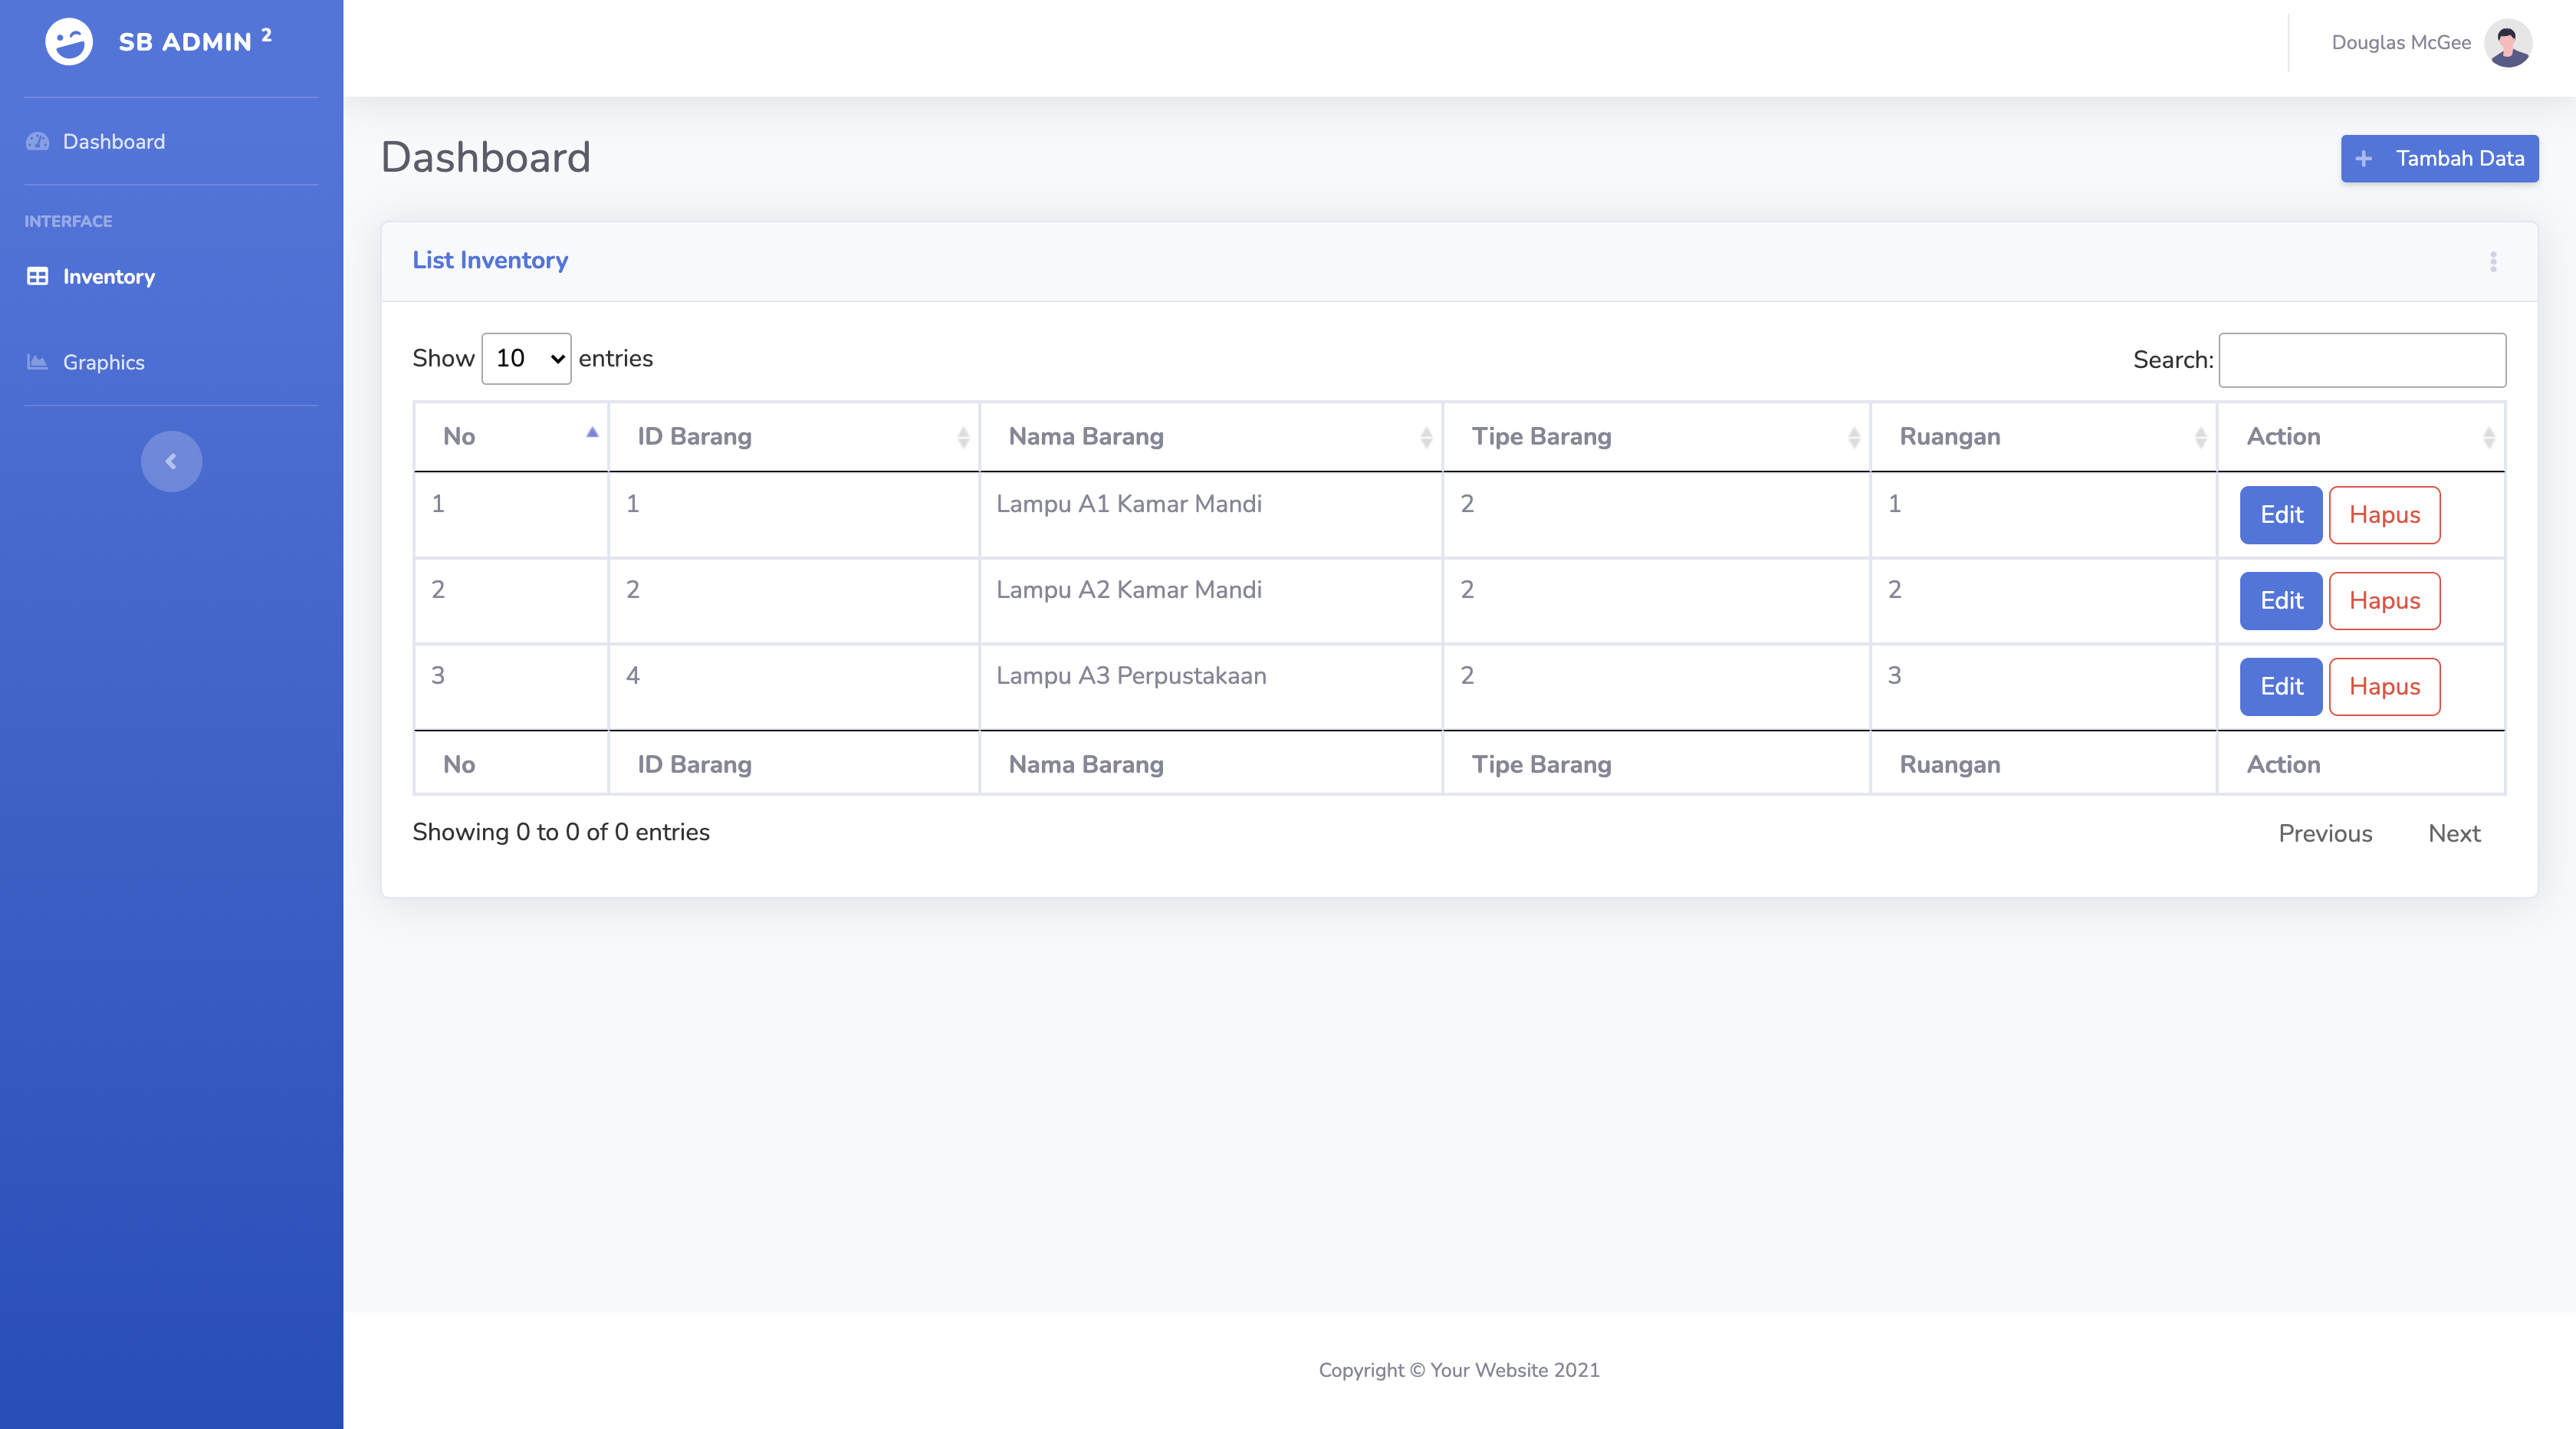 SB ADMIN 2
Douglas McGee
Dashboard
INTERFACE
Inventory
Graphics
Dashboard
Tambah Data
List Inventory
Show 10 entries
Search:
No ID Barang Nama Barang Tipe Barang Ruangan Action
1 1 Lampu A1 Kamar Mandi 2 1 Edit Hapus
2 2 Lampu A2 Kamar Mandi 2 2 Edit Hapus
3 4 Lampu A3 Perpustakaan 2 3 Edit Hapus
No ID Barang Nama Barang Tipe Barang Ruangan Action
Showing 0 to 0 of 0 entries
Previous Next
Copyright © Your Website 2021